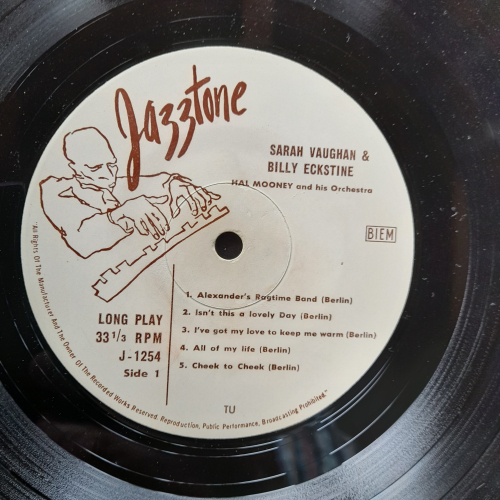 Jazztone
SARAH VAUGHAN &
BILLY ECKSTINE
HAL MOONEY and his Orchestra
BIEM
LONG PLAY
33 1/3 RPM
J-1254
Side 1
1. Alexander's Ragtime Band (Berlin)
2. Isn't this a lovely Day (Berlin)
3. I've got my love to keep me warm (Berlin)
4. All of my life (Berlin)
5. Cheek to Cheek (Berlin)
TU
"All Rights Of The Manufacturer And The Owner Of The Recorded Works Reserved. Reproduction, Public Performance, Broadcasting Prohibited."